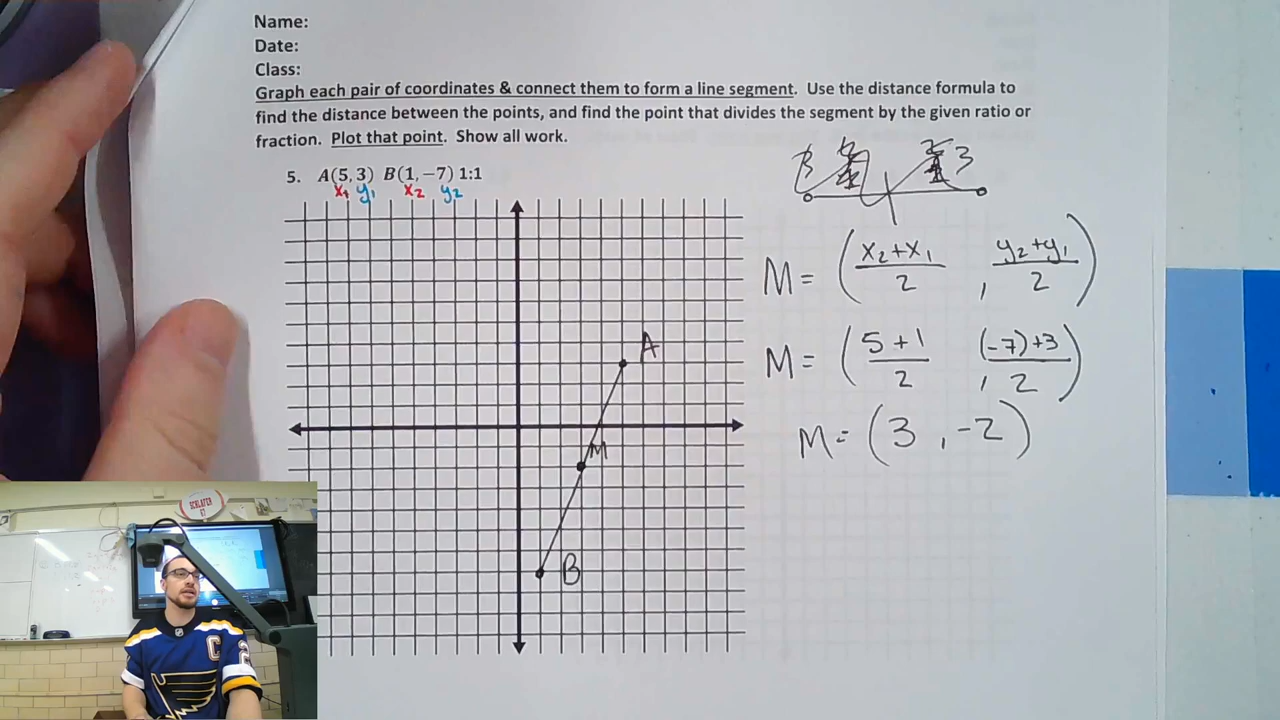 Name:
Date:
Class:
Graph each pair of coordinates & connect them to form a line segment. Use the distance formula to
find the distance between the points, and find the point that divides the segment by the given ratio or
fraction. Plot that point. Show all work.
5. A(5, 3) B(1, −7) 1:1
x₁ y₁ x₂ y₂
3
M = (x₂+x₁/2 , y₂+y₁/2)
M = (5+1/2 , (-7)+3/2)
M = (3 , -2)
A
M
B
SCHLAFER
C